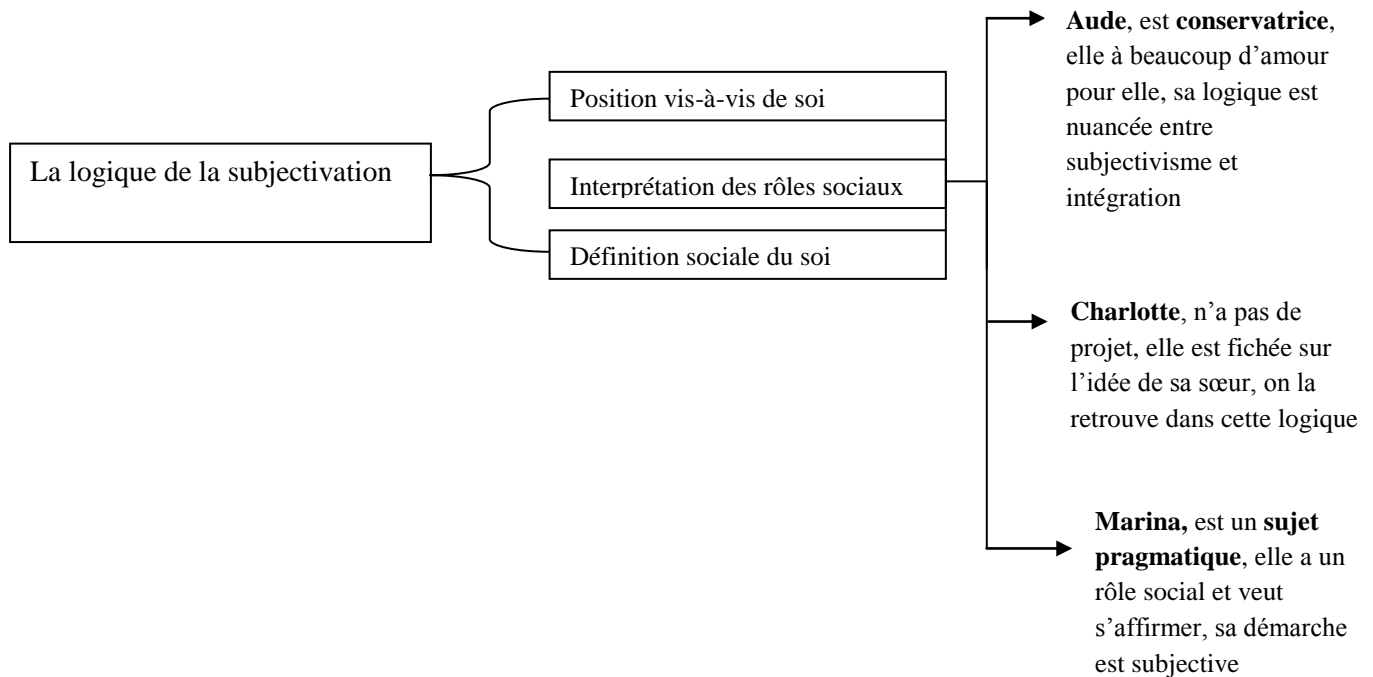 La logique de la subjectivation
Position vis-à-vis de soi
Interprétation des rôles sociaux
Définition sociale du soi
Aude, est conservatrice,
elle à beaucoup d’amour
pour elle, sa logique est
nuancée entre
subjectivisme et
intégration
Charlotte, n’a pas de
projet, elle est fichée sur
l’idée de sa sœur, on la
retrouve dans cette logique
Marina, est un sujet
pragmatique, elle a un
rôle social et veut
s’affirmer, sa démarche
est subjective